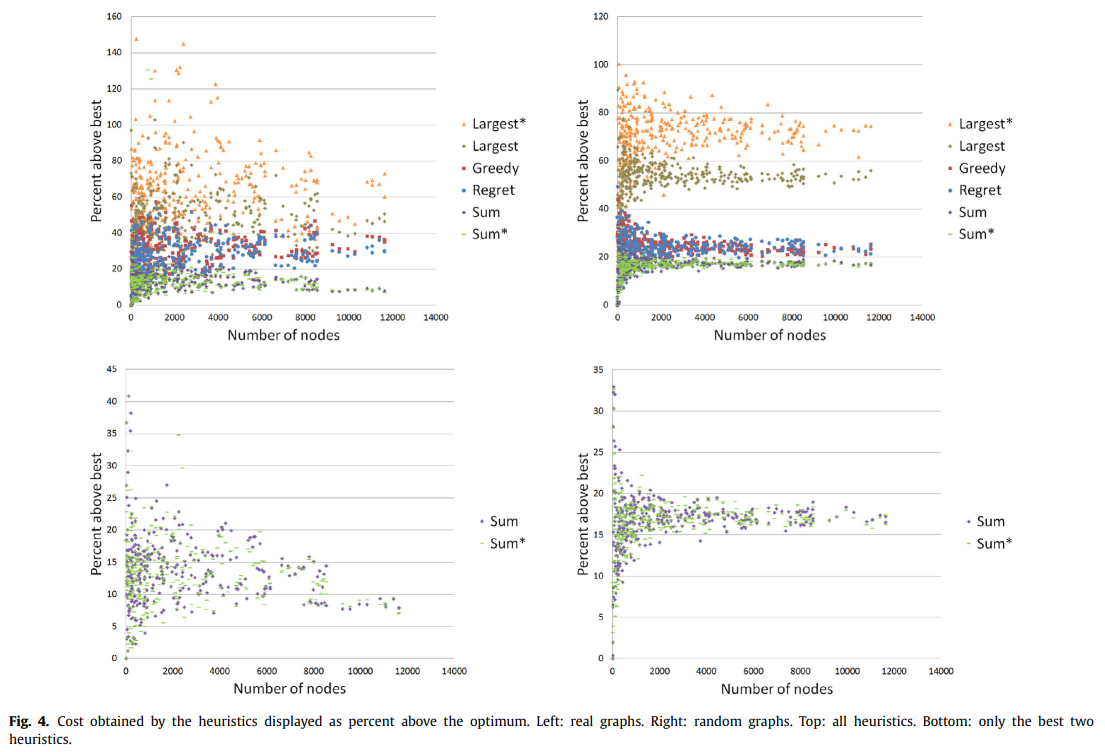 160
140
120
100
80
60
40
20
0
Percent above best
0 2000 4000 6000 8000 10000 12000 14000
Number of nodes
Largest*
Largest
Greedy
Regret
Sum
Sum*
120
100
80
60
40
20
0
Percent above best
0 2000 4000 6000 8000 10000 12000 14000
Number of nodes
Largest*
Largest
Greedy
Regret
Sum
Sum*
45
40
35
30
25
20
15
10
5
0
Percent above best
0 2000 4000 6000 8000 10000 12000 14000
Number of nodes
Sum
Sum*
35
30
25
20
15
10
5
0
Percent above best
0 2000 4000 6000 8000 10000 12000 14000
Number of nodes
Sum
Sum*
Fig. 4. Cost obtained by the heuristics displayed as percent above the optimum. Left: real graphs. Right: random graphs. Top: all heuristics. Bottom: only the best two
heuristics.